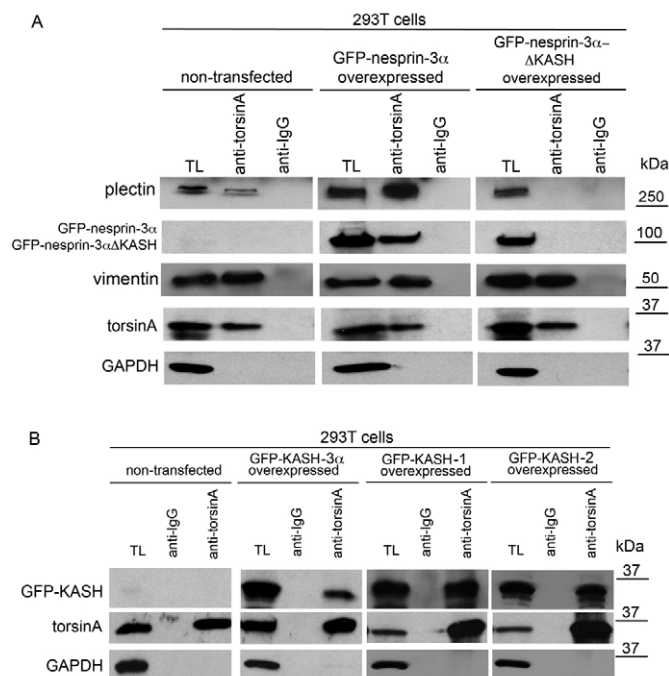 A
293T cells
non-transfected
GFP-nesprin-3α
overexpressed
GFP-nesprin-3α–
ΔKASH
overexpressed
TL
anti-torsinA
anti-IgG
TL
anti-torsinA
anti-IgG
TL
anti-torsinA
anti-IgG
kDa
plectin
250
GFP-nesprin-3α
GFP-nesprin-3αΔKASH
100
vimentin
50
37
torsinA
37
GAPDH
B
293T cells
non-transfected
GFP-KASH-3α
overexpressed
GFP-KASH-1
overexpressed
GFP-KASH-2
overexpressed
TL
anti-IgG
anti-torsinA
TL
anti-IgG
anti-torsinA
TL
anti-IgG
anti-torsinA
TL
anti-IgG
anti-torsinA
kDa
37
GFP-KASH
37
torsinA
37
GAPDH